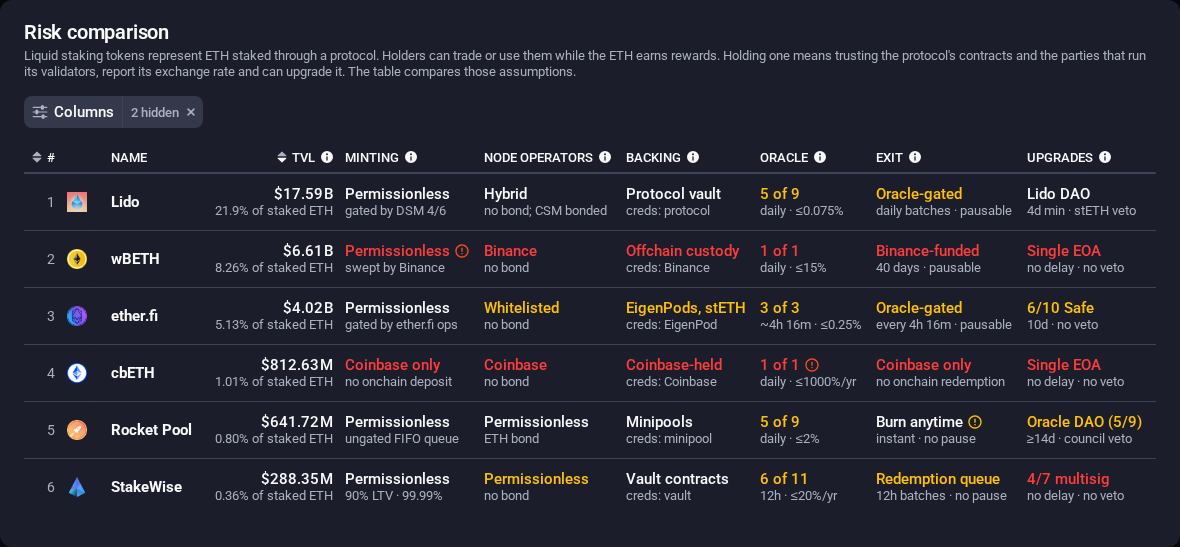 Risk comparison
Liquid staking tokens represent ETH staked through a protocol. Holders can trade or use them while the ETH earns rewards. Holding one means trusting the protocol's contracts and the parties that run
its validators, report its exchange rate and can upgrade it. The table compares those assumptions.
Columns 2 hidden ×
# NAME TVL MINTING NODE OPERATORS BACKING ORACLE EXIT UPGRADES
1 Lido $17.59B Permissionless Hybrid Protocol vault 5 of 9 Oracle-gated Lido DAO
21.9% of staked ETH gated by DSM 4/6 no bond; CSM bonded creds: protocol daily · ≤0.075% daily batches · pausable 4d min · stETH veto
2 wBETH $6.61B Permissionless Binance Offchain custody 1 of 1 Binance-funded Single EOA
8.26% of staked ETH swept by Binance no bond creds: Binance daily · ≤15% 40 days · pausable no delay · no veto
3 ether.fi $4.02B Permissionless Whitelisted EigenPods, stETH 3 of 3 Oracle-gated 6/10 Safe
5.13% of staked ETH gated by ether.fi ops no bond creds: EigenPod ~4h 16m · ≤0.25% every 4h 16m · pausable 10d · no veto
4 cbETH $812.63M Coinbase only Coinbase Coinbase-held 1 of 1 Coinbase only Single EOA
1.01% of staked ETH no onchain deposit no bond creds: Coinbase daily · ≤1000%/yr no onchain redemption no delay · no veto
5 Rocket Pool $641.72M Permissionless Permissionless Minipools 5 of 9 Burn anytime Oracle DAO (5/9)
0.80% of staked ETH ungated FIFO queue ETH bond creds: minipool daily · ≤2% instant · no pause ≥14d · council veto
6 StakeWise $288.35M Permissionless Permissionless Vault contracts 6 of 11 Redemption queue 4/7 multisig
0.36% of staked ETH 90% LTV · 99.99% no bond creds: vault 12h · ≤20%/yr 12h batches · no pause no delay · no veto